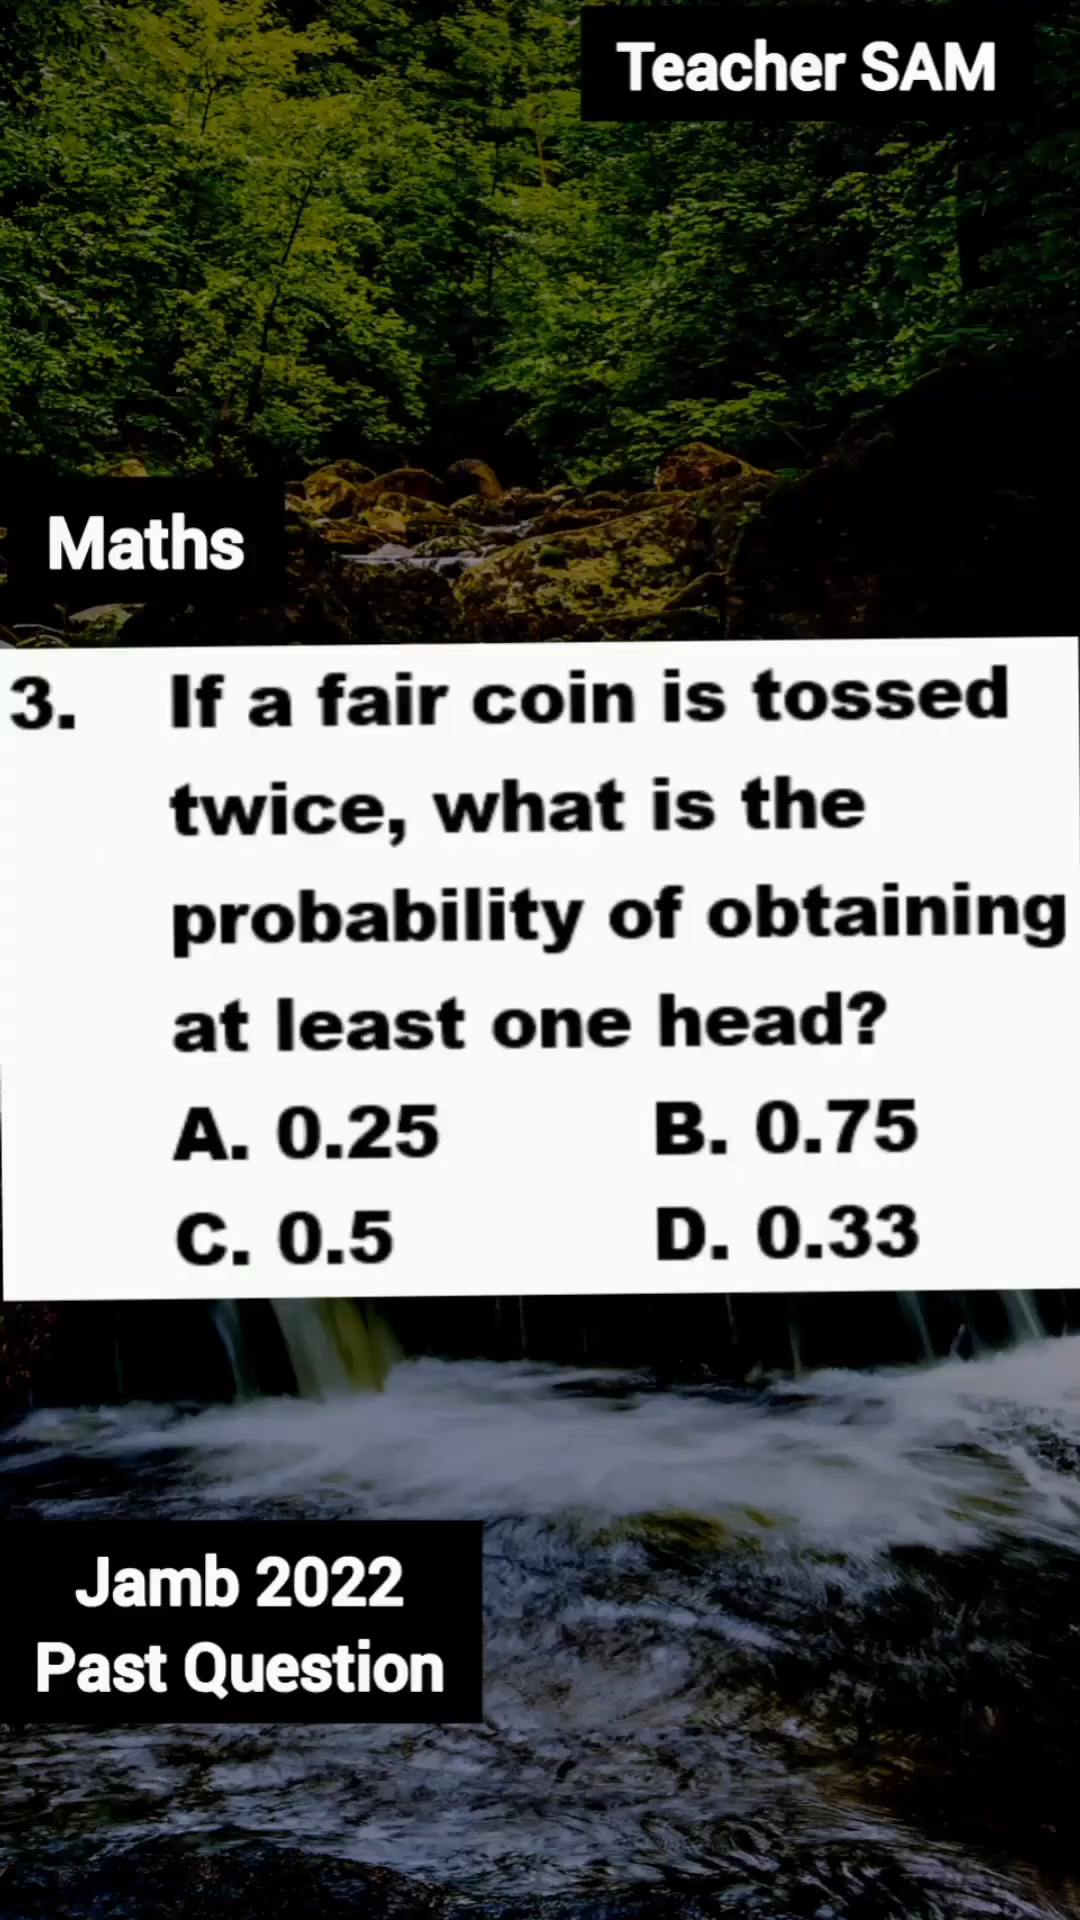 Teacher SAM
Maths
3. If a fair coin is tossed
twice, what is the
probability of obtaining
at least one head?
A. 0.25 B. 0.75
C. 0.5 D. 0.33
Jamb 2022
Past Question